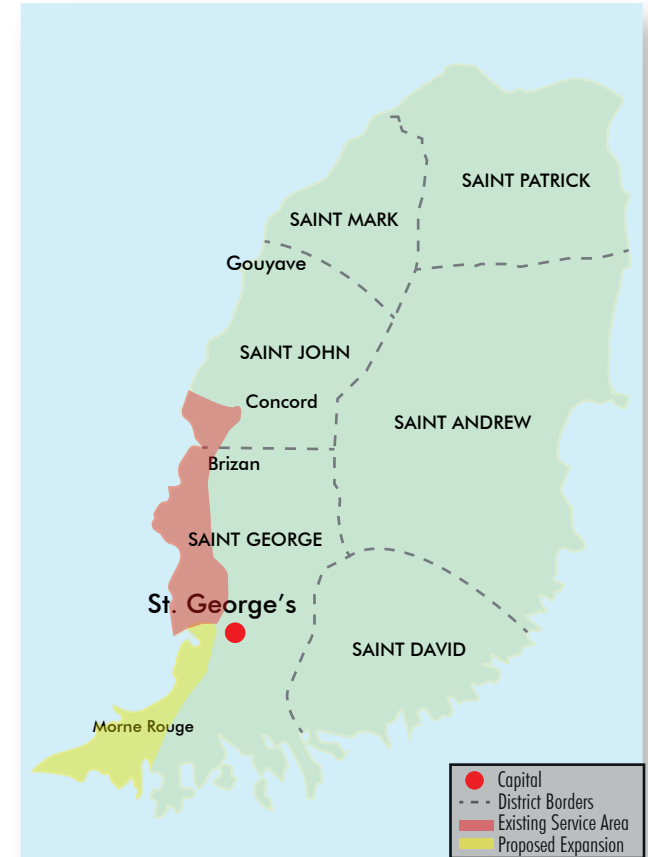 SAINT PATRICK
SAINT MARK
Gouyave
SAINT JOHN
Concord
SAINT ANDREW
Brizan
SAINT GEORGE
St. George's
SAINT DAVID
Morne Rouge
Capital
District Borders
Existing Service Area
Proposed Expansion